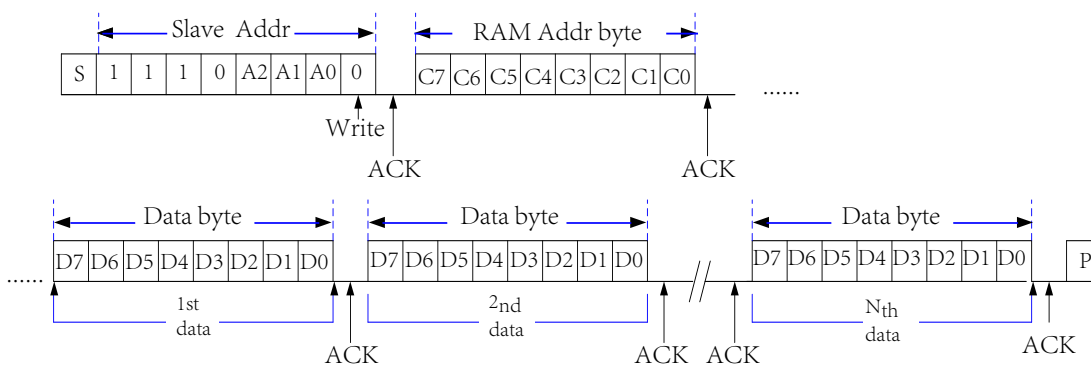 Slave Addr RAM Addr byte
S 1 1 1 0 A2 A1 A0 0 C7 C6 C5 C4 C3 C2 C1 C0 ......
Write
ACK ACK
Data byte Data byte Data byte
...... D7 D6 D5 D4 D3 D2 D1 D0 D7 D6 D5 D4 D3 D2 D1 D0 // D7 D6 D5 D4 D3 D2 D1 D0 P
1st 2nd Nth
data data data
ACK ACK ACK ACK